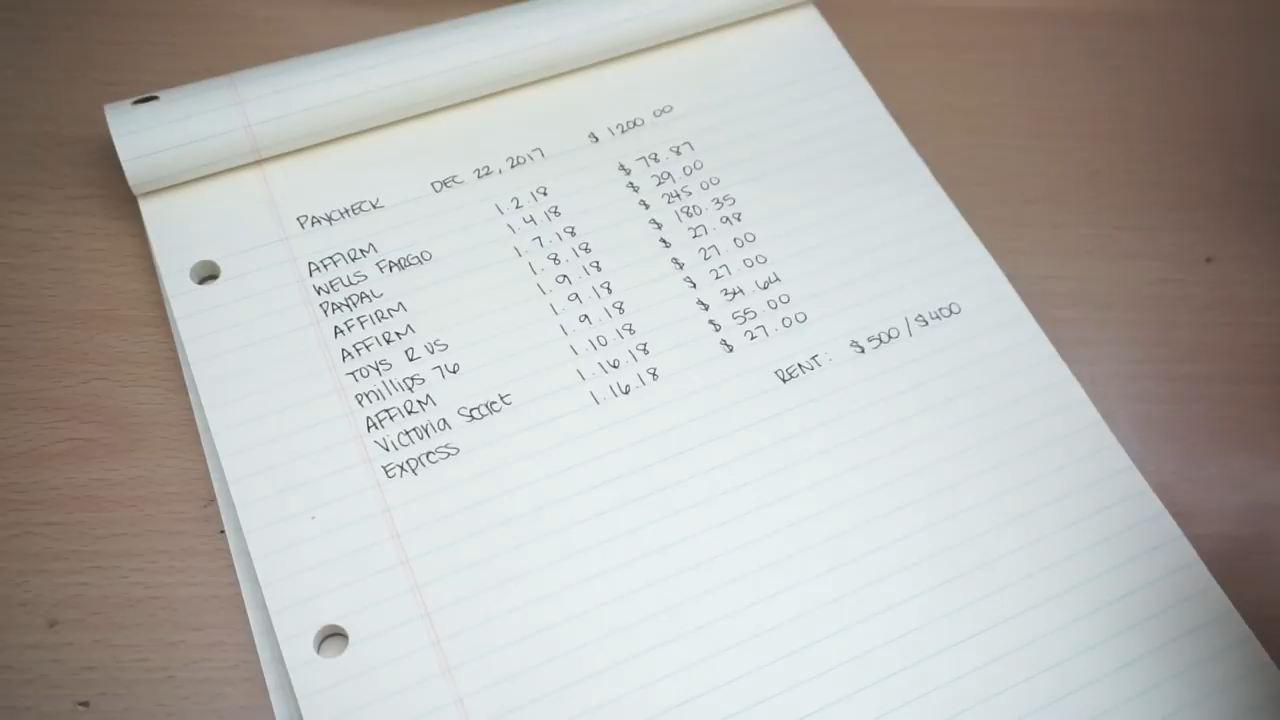 PAYCHECK DEC 22, 2017 $ 1200.00
AFFIRM 1.2.18 $ 78.87
WELLS FARGO 1.4.18 $ 29.00
PAYPAL 1.7.18 $ 245.00
AFFIRM 1.8.18 $ 180.35
AFFIRM 1.9.18 $ 27.98
TOYS R US 1.9.18 $ 27.00
Phillips 76 1.9.18 $ 27.00
AFFIRM 1.10.18 $ 34.64
Victoria Secret 1.16.18 $ 55.00
Express 1.16.18 $ 27.00
RENT: $500/$400